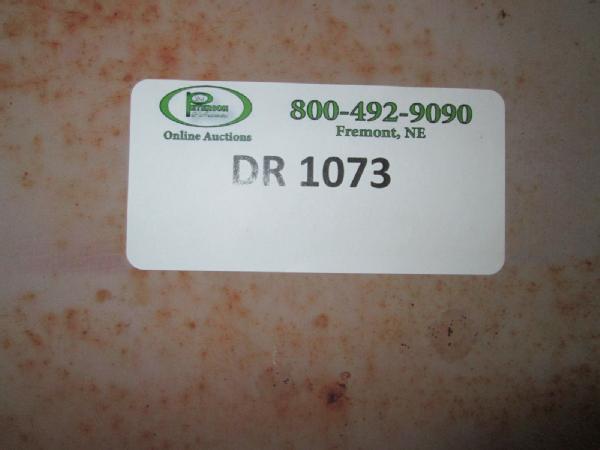 PETERSON
Online Auctions
800-492-9090
Fremont, NE
DR 1073